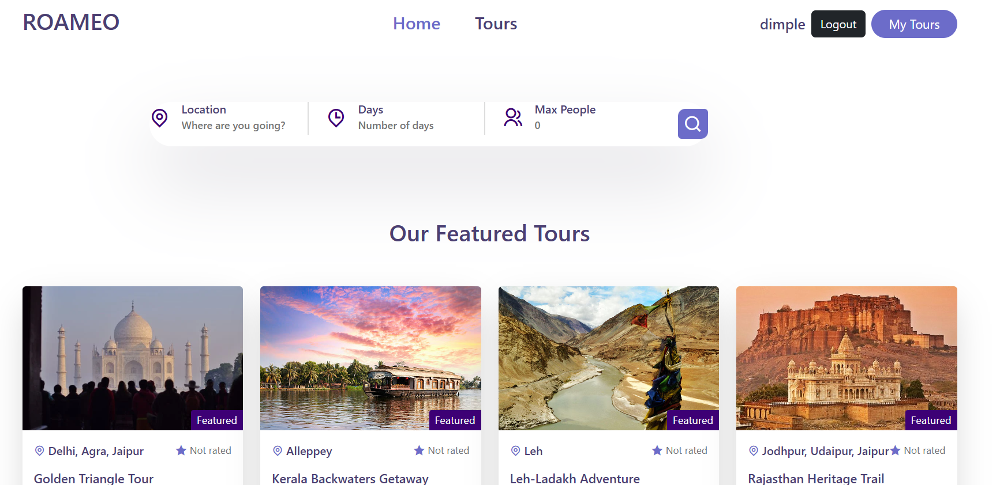 ROAMEO
Home
Tours
dimple
Logout
My Tours
Location
Where are you going?
Days
Number of days
Max People
0
Our Featured Tours
Featured
Featured
Featured
Featured
Delhi, Agra, Jaipur
Not rated
Alleppey
Not rated
Leh
Not rated
Jodhpur, Udaipur, Jaipur
Not rated
Golden Triangle Tour
Kerala Backwaters Getaway
Leh-Ladakh Adventure
Rajasthan Heritage Trail